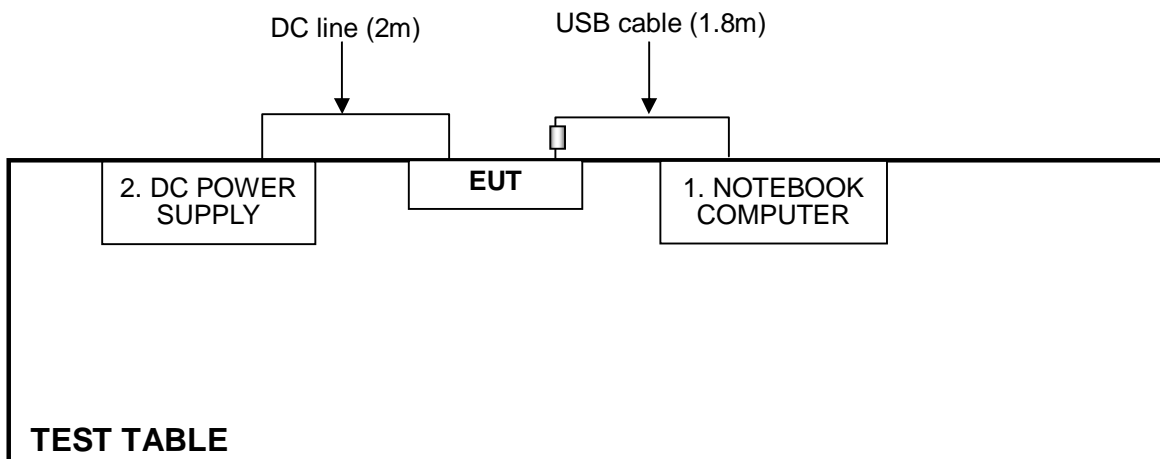 DC line (2m)
USB cable (1.8m)
2. DC POWER
SUPPLY
EUT
1. NOTEBOOK
COMPUTER
TEST TABLE